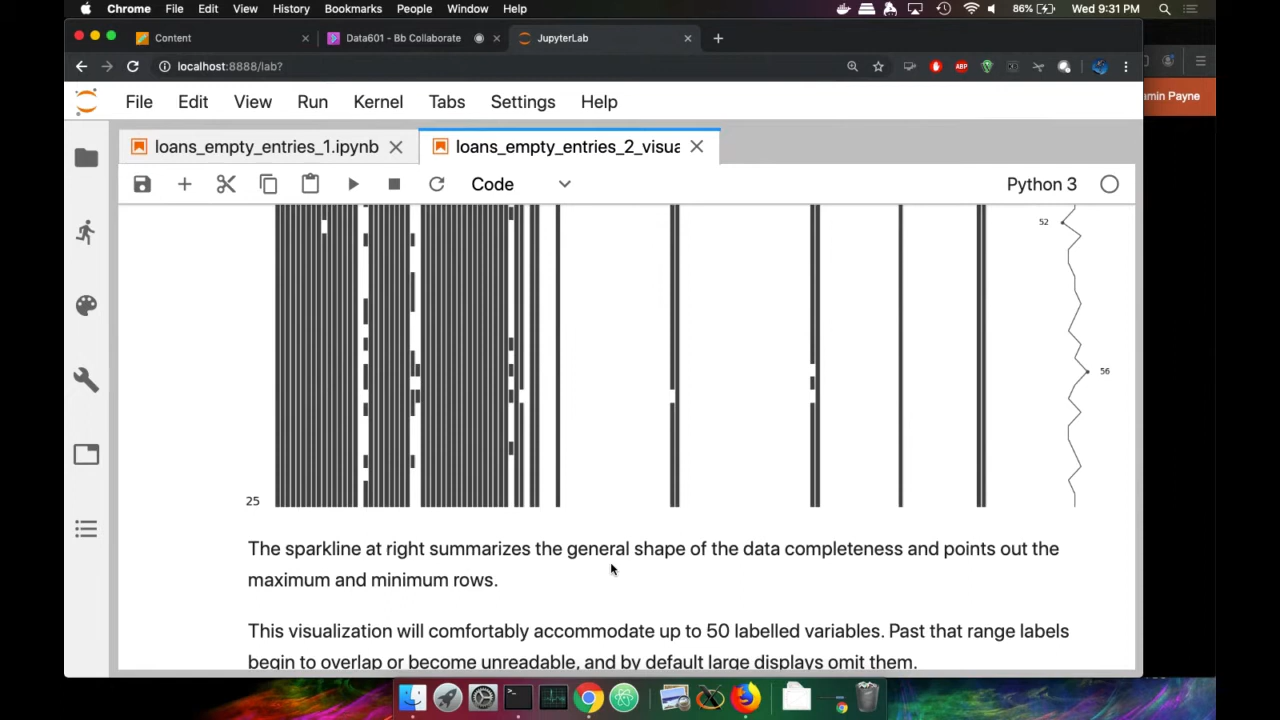 Chrome File Edit View History Bookmarks People Window Help 86% Wed 9:31 PM
Content Data601 - Bb Collaborate JupyterLab
localhost:8888/lab?
ABP
amin Payne
File Edit View Run Kernel Tabs Settings Help
loans_empty_entries_1.ipynb loans_empty_entries_2_visua
Code Python 3
52
56
25
The sparkline at right summarizes the general shape of the data completeness and points out the
maximum and minimum rows.
This visualization will comfortably accommodate up to 50 labelled variables. Past that range labels
begin to overlap or become unreadable, and by default large displays omit them.